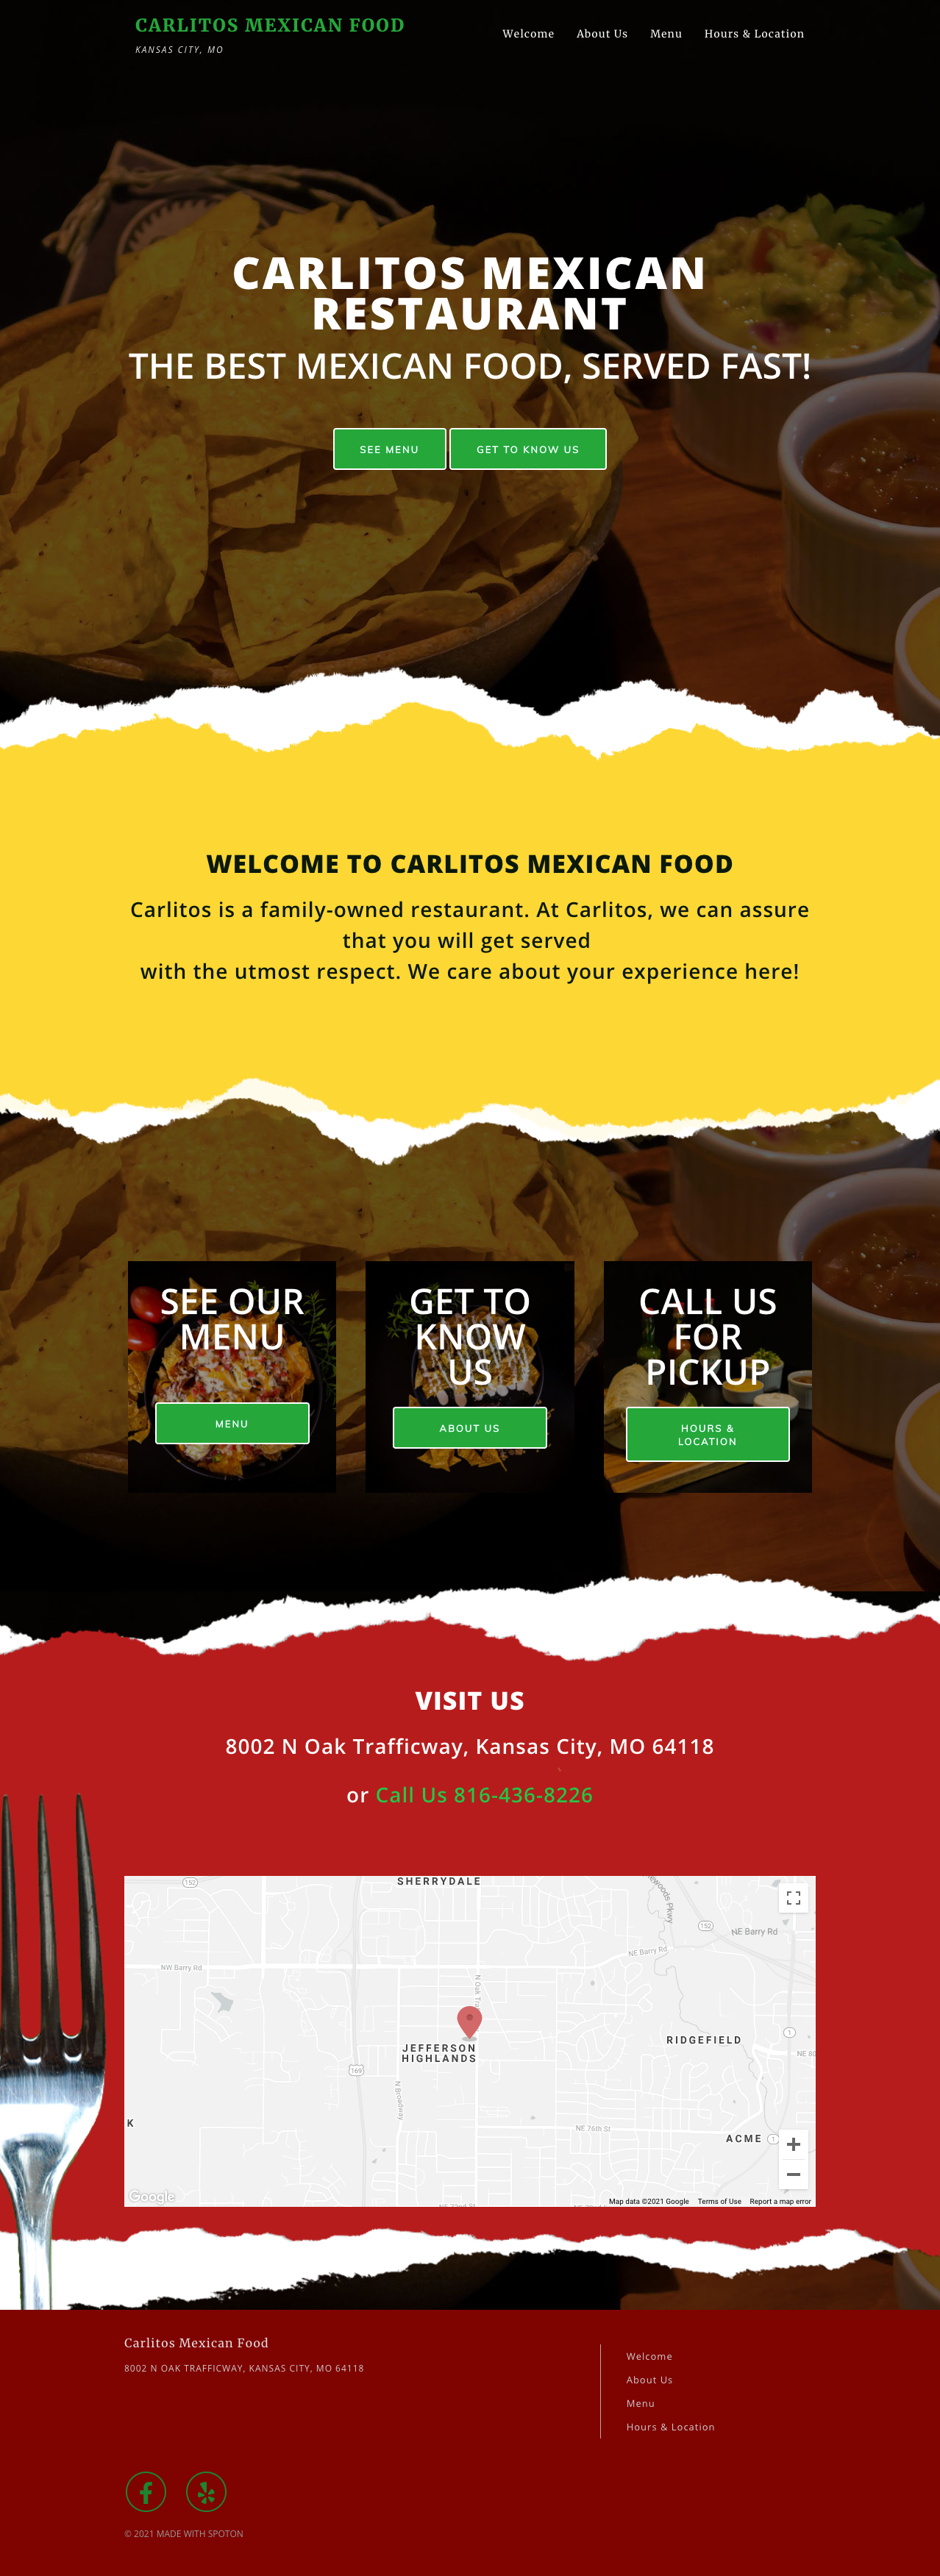 CARLITOS MEXICAN FOOD
KANSAS CITY, MO
Welcome About Us Menu Hours & Location
CARLITOS MEXICAN
RESTAURANT
THE BEST MEXICAN FOOD, SERVED FAST!
SEE MENU GET TO KNOW US
WELCOME TO CARLITOS MEXICAN FOOD
Carlitos is a family-owned restaurant. At Carlitos, we can assure
that you will get served
with the utmost respect. We care about your experience here!
SEE OUR
MENU
MENU
GET TO
KNOW
US
ABOUT US
CALL US
FOR
PICKUP
HOURS &
LOCATION
VISIT US
8002 N Oak Trafficway, Kansas City, MO 64118
or Call Us 816-436-8226
152
SHERRYDALE
152
NE Barry Rd
NE Barry Rd
NW Barry Rd
JEFFERSON
HIGHLANDS
RIDGEFIELD
1
169
N Broadway
NE 76th St
ACME
1
K
Google
Map data ©2021 Google Terms of Use Report a map error
Carlitos Mexican Food
8002 N OAK TRAFFICWAY, KANSAS CITY, MO 64118
Welcome
About Us
Menu
Hours & Location
© 2021 MADE WITH SPOTON